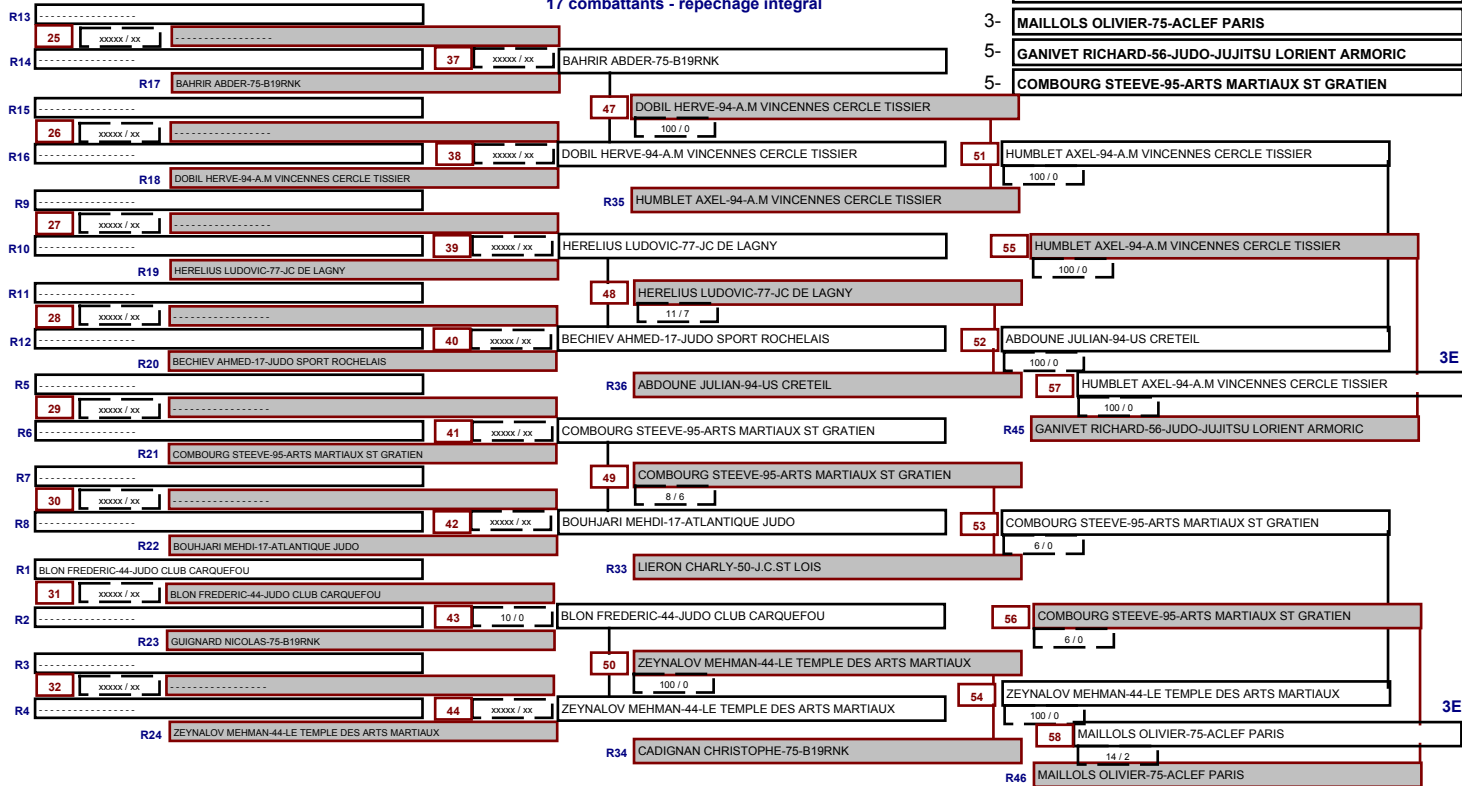 17 combattants - repêchage intégral
3- MAILLOLS OLIVIER-75-ACLEF PARIS
5- GANIVET RICHARD-56-JUDO-JUJITSU LORIENT ARMORIC
5- COMBOURG STEEVE-95-ARTS MARTIAUX ST GRATIEN
R13 ----------------
25 xxxxx / xx ----------------
R14 ----------------
37 xxxxx / xx BAHRIR ABDER-75-B19RNK
R17 BAHRIR ABDER-75-B19RNK
R15 ----------------
47 DOBIL HERVE-94-A.M VINCENNES CERCLE TISSIER
100 / 0
26 xxxxx / xx ----------------
R16 ----------------
38 xxxxx / xx DOBIL HERVE-94-A.M VINCENNES CERCLE TISSIER
51 HUMBLET AXEL-94-A.M VINCENNES CERCLE TISSIER
100 / 0
R18 DOBIL HERVE-94-A.M VINCENNES CERCLE TISSIER
R9 ----------------
R35 HUMBLET AXEL-94-A.M VINCENNES CERCLE TISSIER
27 xxxxx / xx ----------------
R10 ----------------
39 xxxxx / xx HERELIUS LUDOVIC-77-JC DE LAGNY
55 HUMBLET AXEL-94-A.M VINCENNES CERCLE TISSIER
100 / 0
R19 HERELIUS LUDOVIC-77-JC DE LAGNY
R11 ----------------
48 HERELIUS LUDOVIC-77-JC DE LAGNY
11 / 7
28 xxxxx / xx ----------------
R12 ----------------
40 xxxxx / xx BECHIEV AHMED-17-JUDO SPORT ROCHELAIS
52 ABDOUNE JULIAN-94-US CRETEIL
100 / 0
3E
R20 BECHIEV AHMED-17-JUDO SPORT ROCHELAIS
R5 ----------------
R36 ABDOUNE JULIAN-94-US CRETEIL
57 HUMBLET AXEL-94-A.M VINCENNES CERCLE TISSIER
100 / 0
29 xxxxx / xx ----------------
R6 ----------------
41 xxxxx / xx COMBOURG STEEVE-95-ARTS MARTIAUX ST GRATIEN
R45 GANIVET RICHARD-56-JUDO-JUJITSU LORIENT ARMORIC
R21 COMBOURG STEEVE-95-ARTS MARTIAUX ST GRATIEN
R7 ----------------
49 COMBOURG STEEVE-95-ARTS MARTIAUX ST GRATIEN
8 / 6
30 xxxxx / xx ----------------
R8 ----------------
42 xxxxx / xx BOUHJARI MEHDI-17-ATLANTIQUE JUDO
53 COMBOURG STEEVE-95-ARTS MARTIAUX ST GRATIEN
6 / 0
R22 BOUHJARI MEHDI-17-ATLANTIQUE JUDO
R1 BLON FREDERIC-44-JUDO CLUB CARQUEFOU
R33 LIERON CHARLY-50-J.C.ST LOIS
31 xxxxx / xx BLON FREDERIC-44-JUDO CLUB CARQUEFOU
R2 ----------------
43 10 / 0 BLON FREDERIC-44-JUDO CLUB CARQUEFOU
56 COMBOURG STEEVE-95-ARTS MARTIAUX ST GRATIEN
6 / 0
R23 GUIGNARD NICOLAS-75-B19RNK
R3 ----------------
50 ZEYNALOV MEHMAN-44-LE TEMPLE DES ARTS MARTIAUX
100 / 0
32 xxxxx / xx ----------------
R4 ----------------
44 xxxxx / xx ZEYNALOV MEHMAN-44-LE TEMPLE DES ARTS MARTIAUX
54 ZEYNALOV MEHMAN-44-LE TEMPLE DES ARTS MARTIAUX
100 / 0
3E
R24 ZEYNALOV MEHMAN-44-LE TEMPLE DES ARTS MARTIAUX
58 MAILLOLS OLIVIER-75-ACLEF PARIS
14 / 2
R34 CADIGNAN CHRISTOPHE-75-B19RNK
R46 MAILLOLS OLIVIER-75-ACLEF PARIS